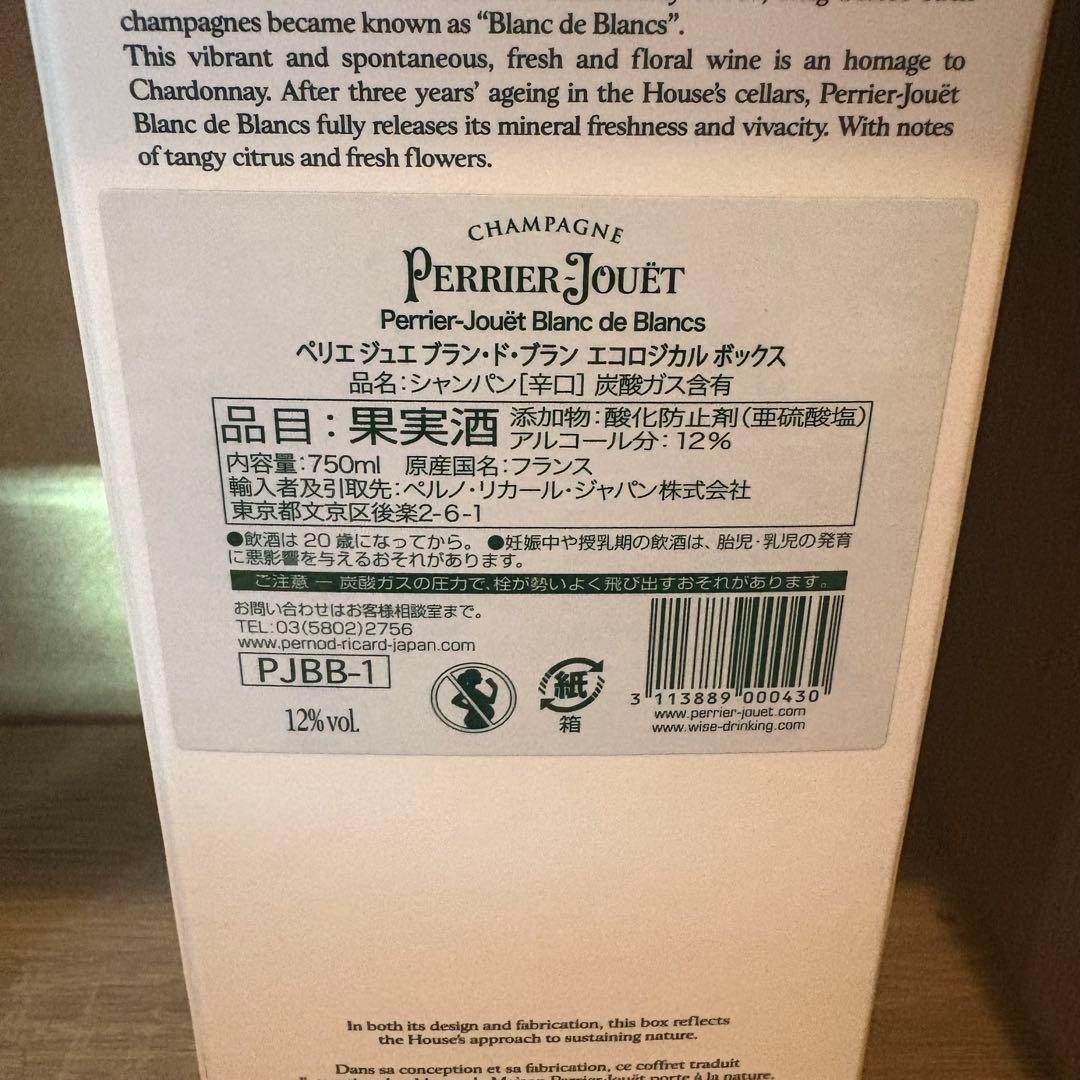 champagnes became known as “Blanc de Blancs”.
This vibrant and spontaneous, fresh and floral wine is an homage to
Chardonnay. After three years’ ageing in the House’s cellars, Perrier-Jouët
Blanc de Blancs fully releases its mineral freshness and vivacity. With notes
of tangy citrus and fresh flowers.
CHAMPAGNE
PERRIER-JOUËT
Perrier-Jouët Blanc de Blancs
ペリエ ジュエ ブラン・ド・ブラン エコロジカル ボックス
品名：シャンパン［辛口］ 炭酸ガス含有
品目：果実酒 添加物：酸化防止剤（亜硫酸塩）
アルコール分：12％
内容量：750ml 原産国名：フランス
輸入者及引取先：ペルノ・リカール・ジャパン株式会社
東京都文京区後楽2-6-1
●飲酒は20歳になってから。 ●妊娠中や授乳期の飲酒は、胎児・乳児の発育
に悪影響を与えるおそれがあります。
ご注意 ― 炭酸ガスの圧力で、栓が勢いよく飛び出すおそれがあります。
お問い合わせはお客様相談室まで。
TEL：03(5802)2756
www.pernod-ricard-japan.com
PJBB-1
12% vol.
紙
箱
3 113889 000430
www.perrier-jouet.com
www.wise-drinking.com
In both its design and fabrication, this box reflects
the House’s approach to sustaining nature.
Dans sa conception et sa fabrication, ce coffret traduit
Maison Perrier-Jouët porte à la nature.